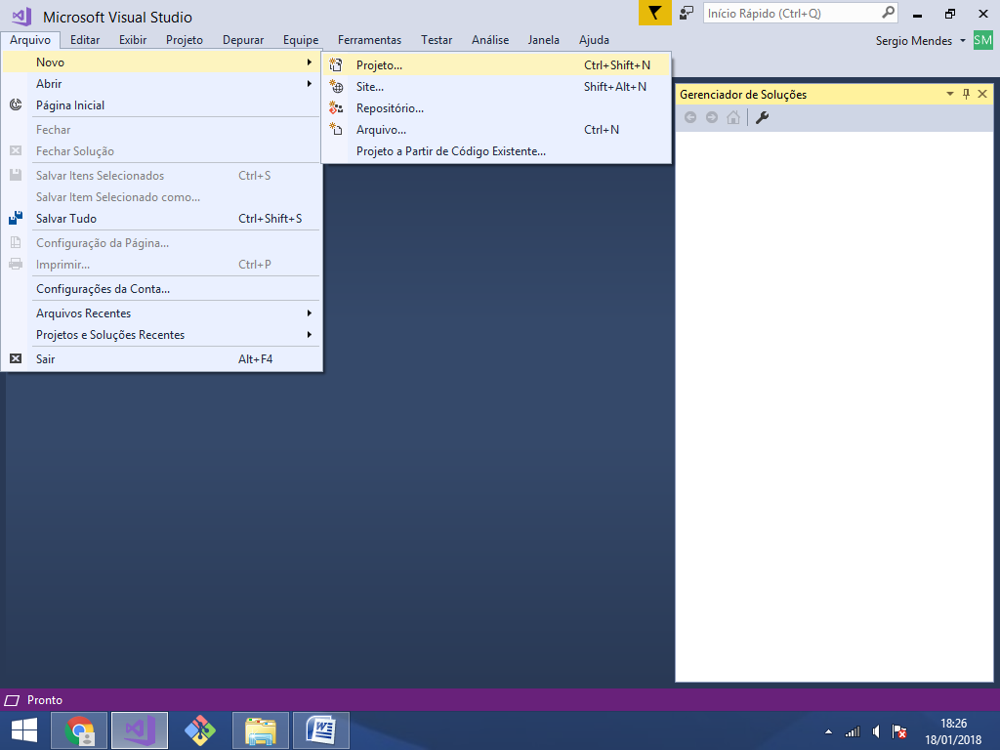 Microsoft Visual Studio
Início Rápido (Ctrl+Q)
Arquivo Editar Exibir Projeto Depurar Equipe Ferramentas Testar Análise Janela Ajuda
Sergio Mendes SM
Novo
Abrir
Página Inicial
Fechar
Fechar Solução
Salvar Itens Selecionados Ctrl+S
Salvar Item Selecionado como...
Salvar Tudo Ctrl+Shift+S
Configuração da Página...
Imprimir... Ctrl+P
Configurações da Conta...
Arquivos Recentes
Projetos e Soluções Recentes
Sair Alt+F4
Projeto... Ctrl+Shift+N
Site... Shift+Alt+N
Repositório...
Arquivo... Ctrl+N
Projeto a Partir de Código Existente...
Gerenciador de Soluções
Pronto
W
18:26
18/01/2018